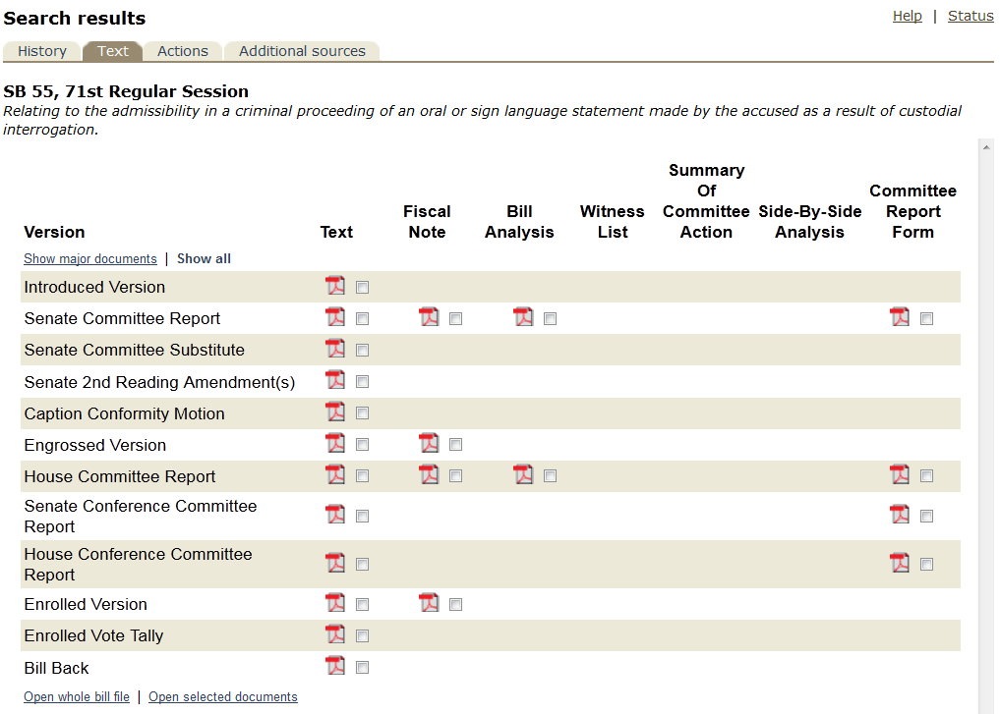 Search results
Help | Status
History Text Actions Additional sources
SB 55, 71st Regular Session
Relating to the admissibility in a criminal proceeding of an oral or sign language statement made by the accused as a result of custodial
interrogation.
Summary
Of Committee
Fiscal Bill Witness Committee Side-By-Side Report
Version Text Note Analysis List Action Analysis Form
Show major documents | Show all
Introduced Version
Senate Committee Report
Senate Committee Substitute
Senate 2nd Reading Amendment(s)
Caption Conformity Motion
Engrossed Version
House Committee Report
Senate Conference Committee
Report
House Conference Committee
Report
Enrolled Version
Enrolled Vote Tally
Bill Back
Open whole bill file | Open selected documents